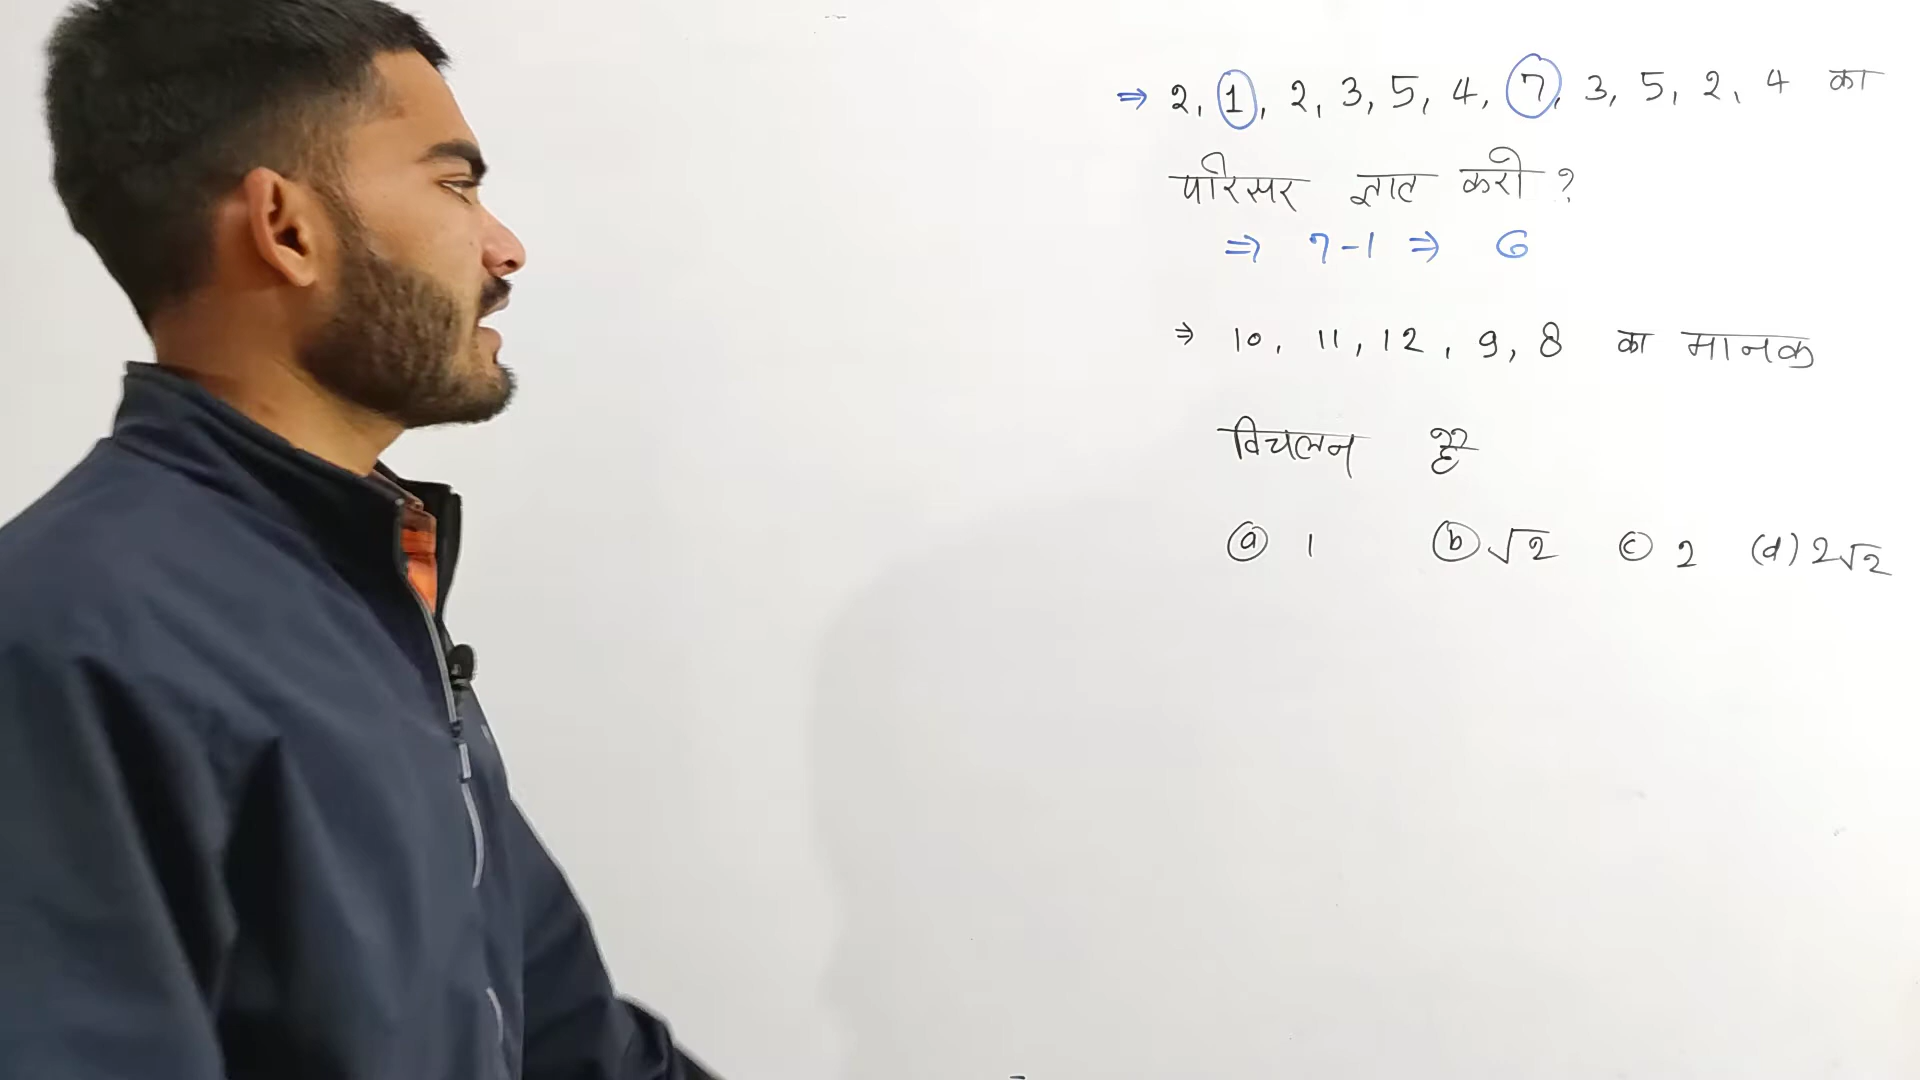 ⇒ 2, 1, 2, 3, 5, 4, 7, 3, 5, 2, 4 का
परिसर ज्ञात करो ?
⇒ 7-1 ⇒ 6
⇒ 10, 11, 12, 9, 8 का मानक
विचलन है
(a) 1 (b) √2 (c) 2 (d) 2√2